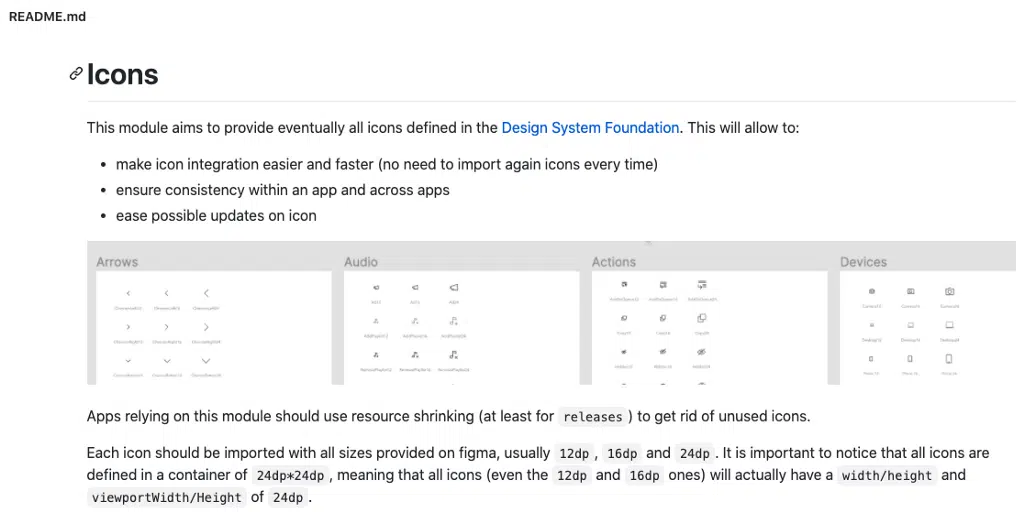 README.md
Icons
This module aims to provide eventually all icons defined in the Design System Foundation. This will allow to:
make icon integration easier and faster (no need to import again icons every time)
ensure consistency within an app and across apps
ease possible updates on icon
Arrows Audio Actions Devices
Apps relying on this module should use resource shrinking (at least for releases) to get rid of unused icons.
Each icon should be imported with all sizes provided on figma, usually 12dp, 16dp and 24dp. It is important to notice that all icons are
defined in a container of 24dp*24dp, meaning that all icons (even the 12dp and 16dp ones) will actually have a width/height and
viewportWidth/Height of 24dp.